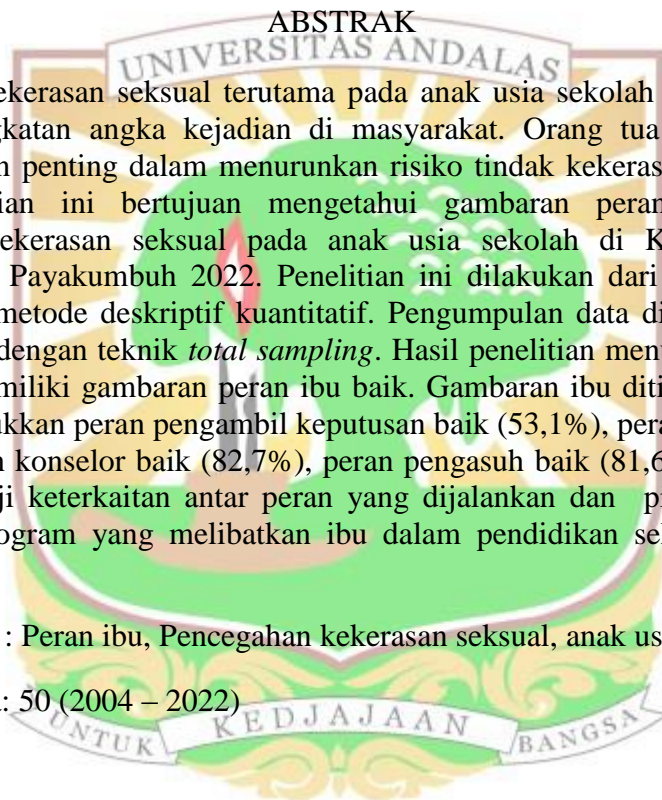 ABSTRAK
UNIVERSITAS ANDALAS
ekerasan seksual terutama pada anak usia sekolah
gkatan angka kejadian di masyarakat. Orang tua
n penting dalam menurunkan risiko tindak kekeras
ian ini bertujuan mengetahui gambaran peran
ekerasan seksual pada anak usia sekolah di K
Payakumbuh 2022. Penelitian ini dilakukan dari
metode deskriptif kuantitatif. Pengumpulan data di
dengan teknik total sampling. Hasil penelitian menu
miliki gambaran peran ibu baik. Gambaran ibu diti
ukkan peran pengambil keputusan baik (53,1%), pera
n konselor baik (82,7%), peran pengasuh baik (81,6
ji keterkaitan antar peran yang dijalankan dan p
ogram yang melibatkan ibu dalam pendidikan sek
: Peran ibu, Pencegahan kekerasan seksual, anak us
: 50 (2004 – 2022)
UNTUK KEDJAJAAN BANGSA